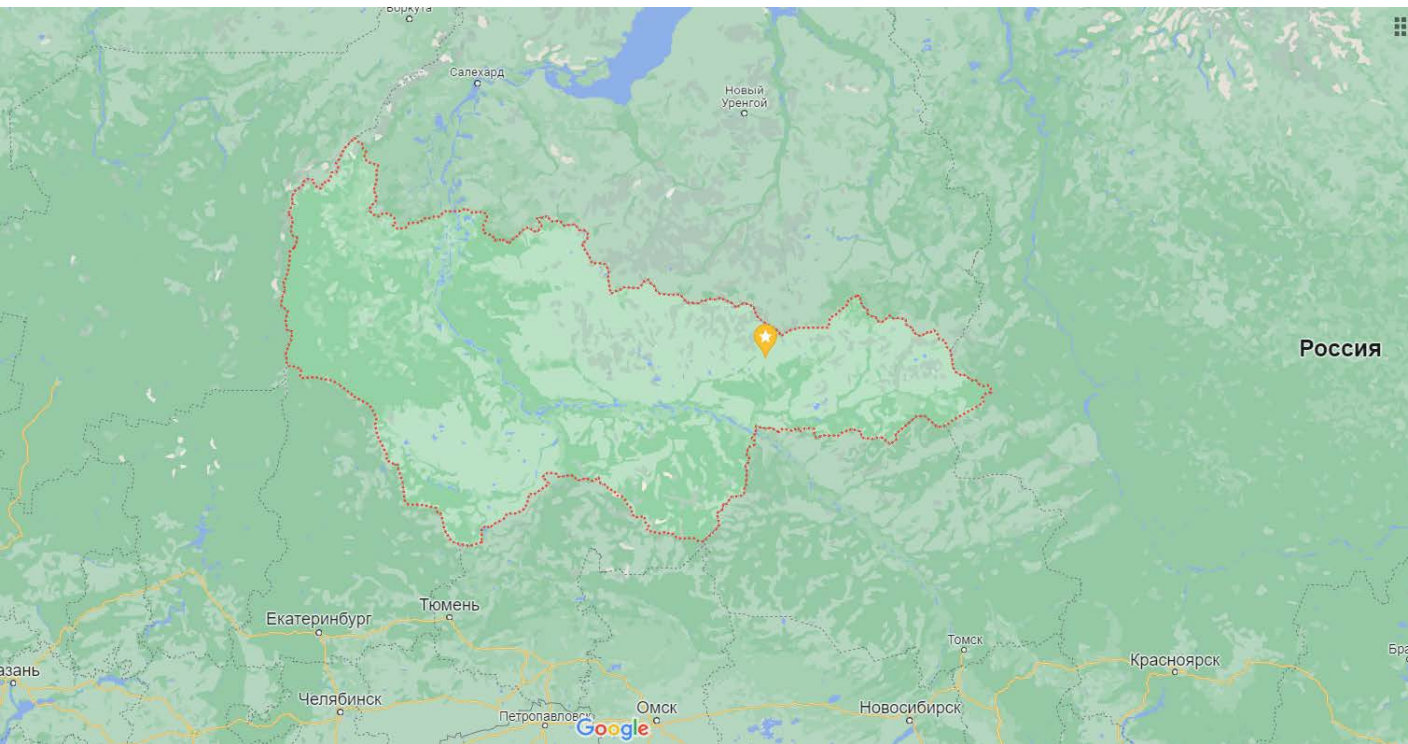 Воркута
Салехард
Новый
Уренгой
Россия
Екатеринбург
Тюмень
Томск
азань
Красноярск
Бра
Челябинск
Петропавловск
Омск
Новосибирск
Google